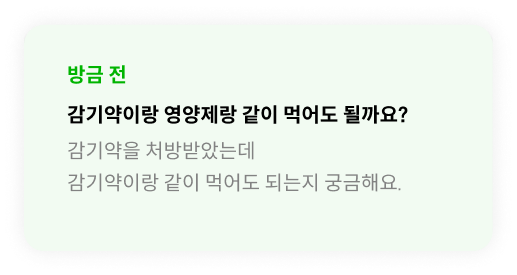 방금 전
감기약이랑 영양제랑 같이 먹어도 될까요?
감기약을 처방받았는데
감기약이랑 같이 먹어도 되는지 궁금해요.